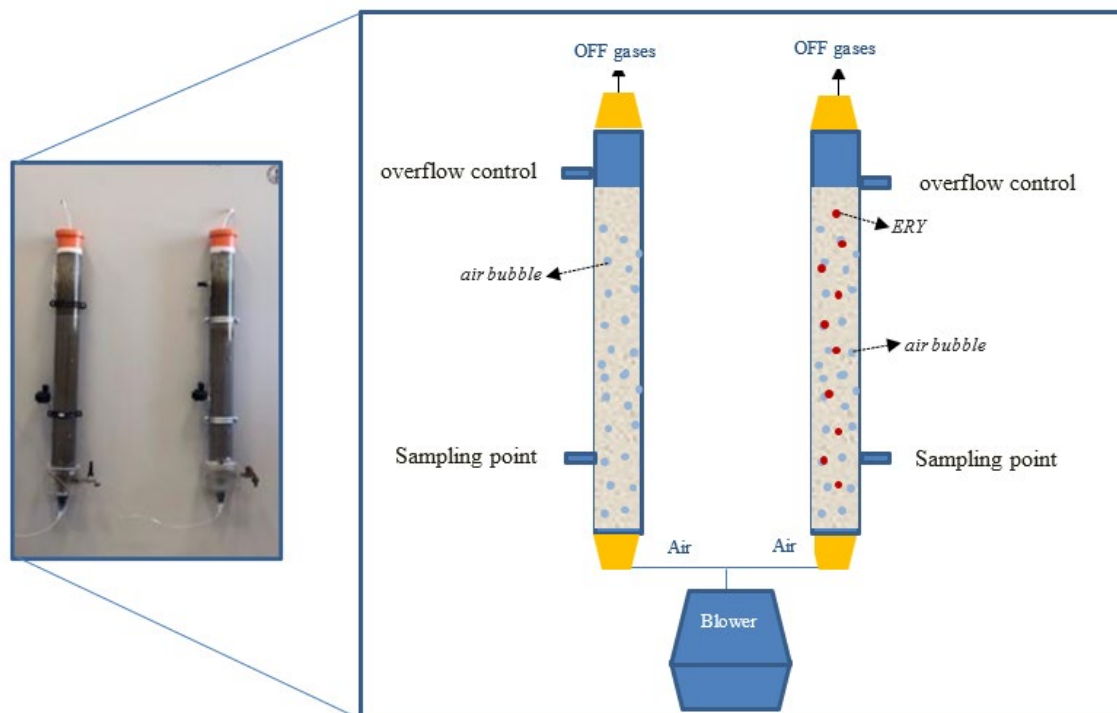 OFF gases
OFF gases
overflow control
overflow control
ERY
air bubble
air bubble
Sampling point
Sampling point
Air
Air
Blower